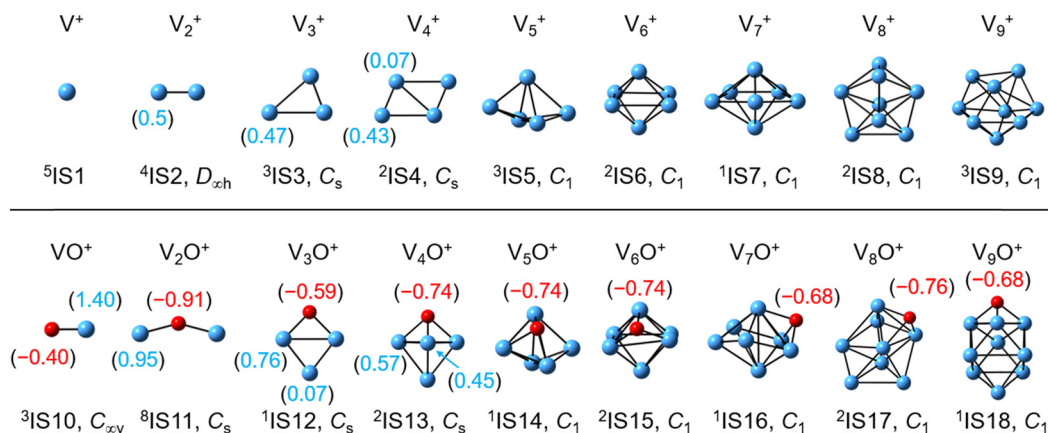 V⁺ V₂⁺ V₃⁺ V₄⁺ V₅⁺ V₆⁺ V₇⁺ V₈⁺ V₉⁺
(0.07)
(0.5) (0.47) (0.43)
⁵IS1 ⁴IS2, D∞h ³IS3, Cs ²IS4, Cs ³IS5, C₁ ²IS6, C₁ ¹IS7, C₁ ²IS8, C₁ ³IS9, C₁
VO⁺ V₂O⁺ V₃O⁺ V₄O⁺ V₅O⁺ V₆O⁺ V₇O⁺ V₈O⁺ V₉O⁺
(1.40) (−0.91) (−0.59) (−0.74) (−0.74) (−0.74) (−0.68) (−0.76) (−0.68)
(−0.40) (0.95) (0.76) (0.57)
(0.07) (0.45)
³IS10, C∞v ⁸IS11, Cs ¹IS12, Cs ²IS13, Cs ¹IS14, C₁ ²IS15, C₁ ¹IS16, C₁ ²IS17, C₁ ¹IS18, C₁